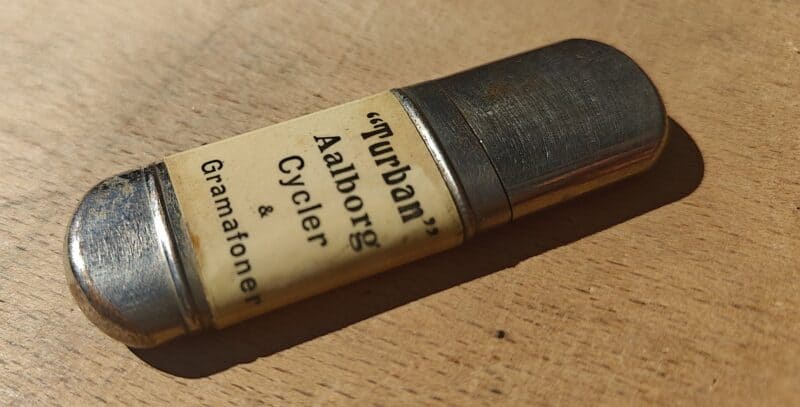 “Turban”
Aalborg
Cycler
&
Gramafoner